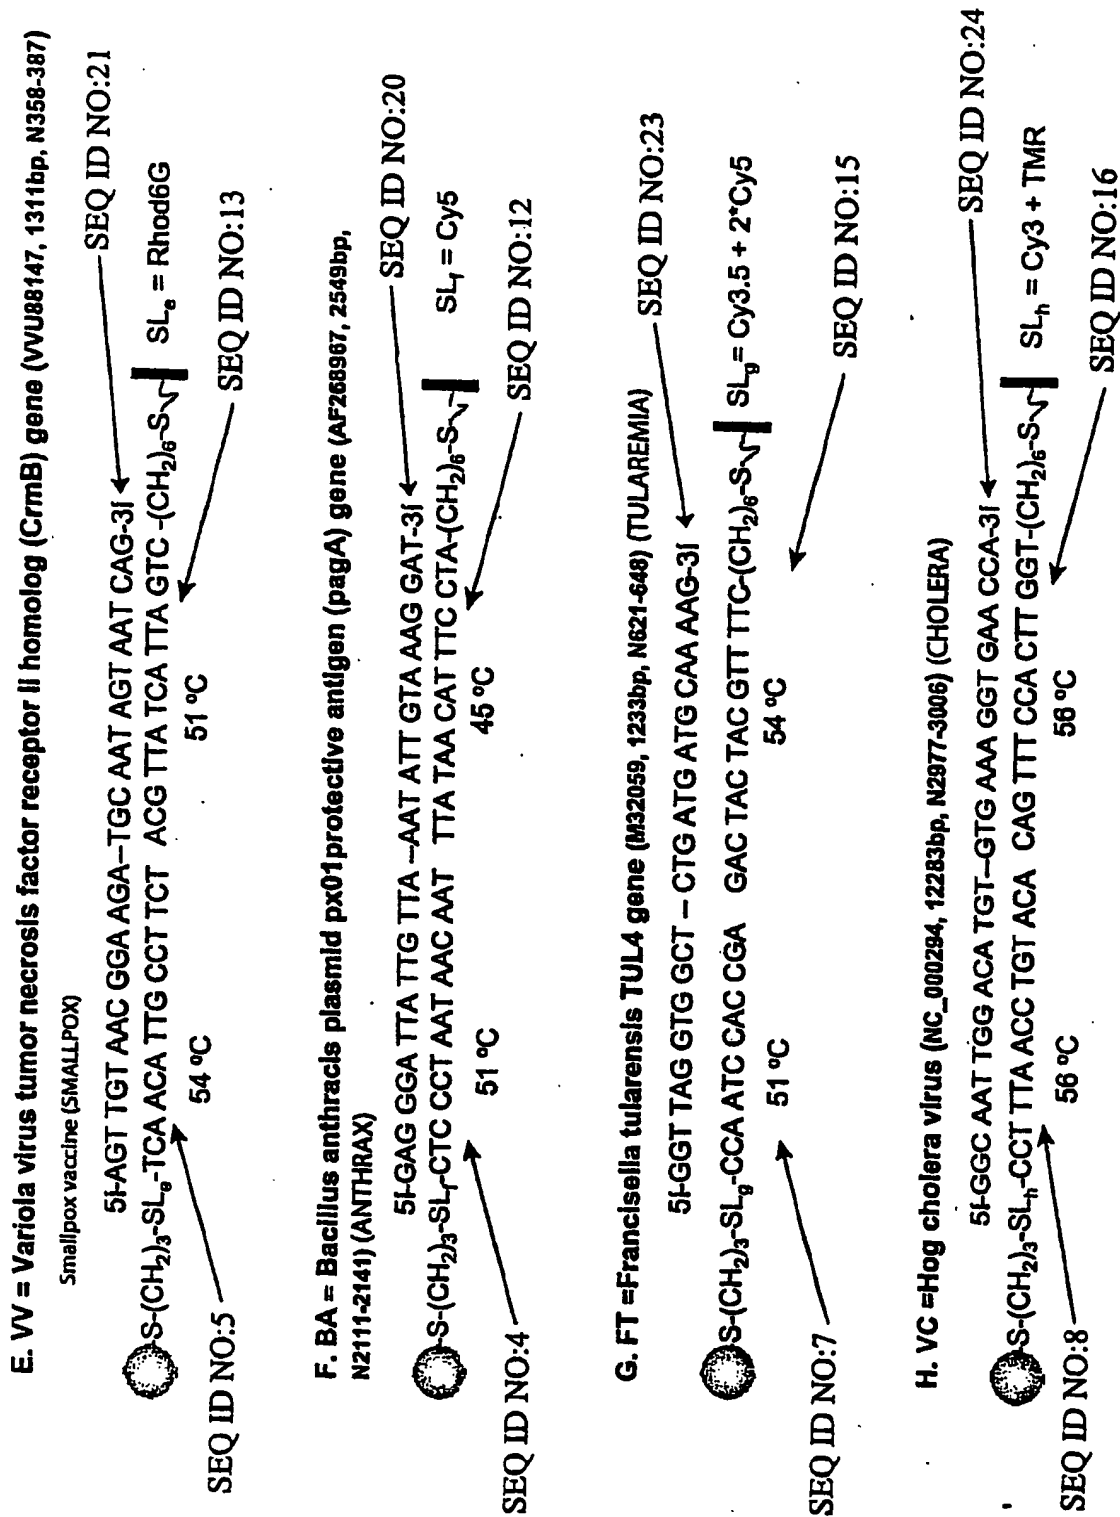 E. VV = Variola virus tumor necrosis factor receptor II homolog (CrmB) gene (VVU88147, 1311bp, N358-387)
Smallpox vaccine (SMALLPOX)
SEQ ID NO:21
5I-AGT TGT AAC GGA AGA–TGC AAT AGT AAT CAG-3I
S-(CH2)3-SLe-TCA ACA TTG CCT TCT ACG TTA TCA TTA GTC -(CH2)6-S SLe = Rhod6G
54 ºC 51 ºC
SEQ ID NO:5 SEQ ID NO:13
F. BA = Bacillus anthracis plasmid px01protective antigen (pagA) gene (AF268967, 2549bp,
N2111-2141) (ANTHRAX)
SEQ ID NO:20
5I-GAG GGA TTA TTG TTA –AAT ATT GTA AAG GAT-3I
S-(CH2)3-SLf-CTC CCT AAT AAC AAT TTA TAA CAT TTC CTA-(CH2)6-S SLf = Cy5
51 ºC 45 ºC
SEQ ID NO:4 SEQ ID NO:12
G. FT =Francisella tularensis TUL4 gene (M32059, 1233bp, N621-648) (TULAREMIA)
SEQ ID NO:23
5I-GGT TAG GTG GCT – CTG ATG ATG CAA AAG-3I
S-(CH2)3-SLg-CCA ATC CAC CGA GAC TAC TAC GTT TTC-(CH2)6-S SLg= Cy3.5 + 2*Cy5
51 ºC 54 ºC
SEQ ID NO:7 SEQ ID NO:15
H. VC =Hog cholera virus (NC_000294, 12283bp, N2977-3006) (CHOLERA)
SEQ ID NO:24
5I-GGC AAT TGG ACA TGT–GTG AAA GGT GAA CCA-3I
S-(CH2)3-SLh-CCT TTA ACC TGT ACA CAG TTT CCA CTT GGT-(CH2)6-S SLh = Cy3 + TMR
56 ºC 56 ºC
SEQ ID NO:8 SEQ ID NO:16